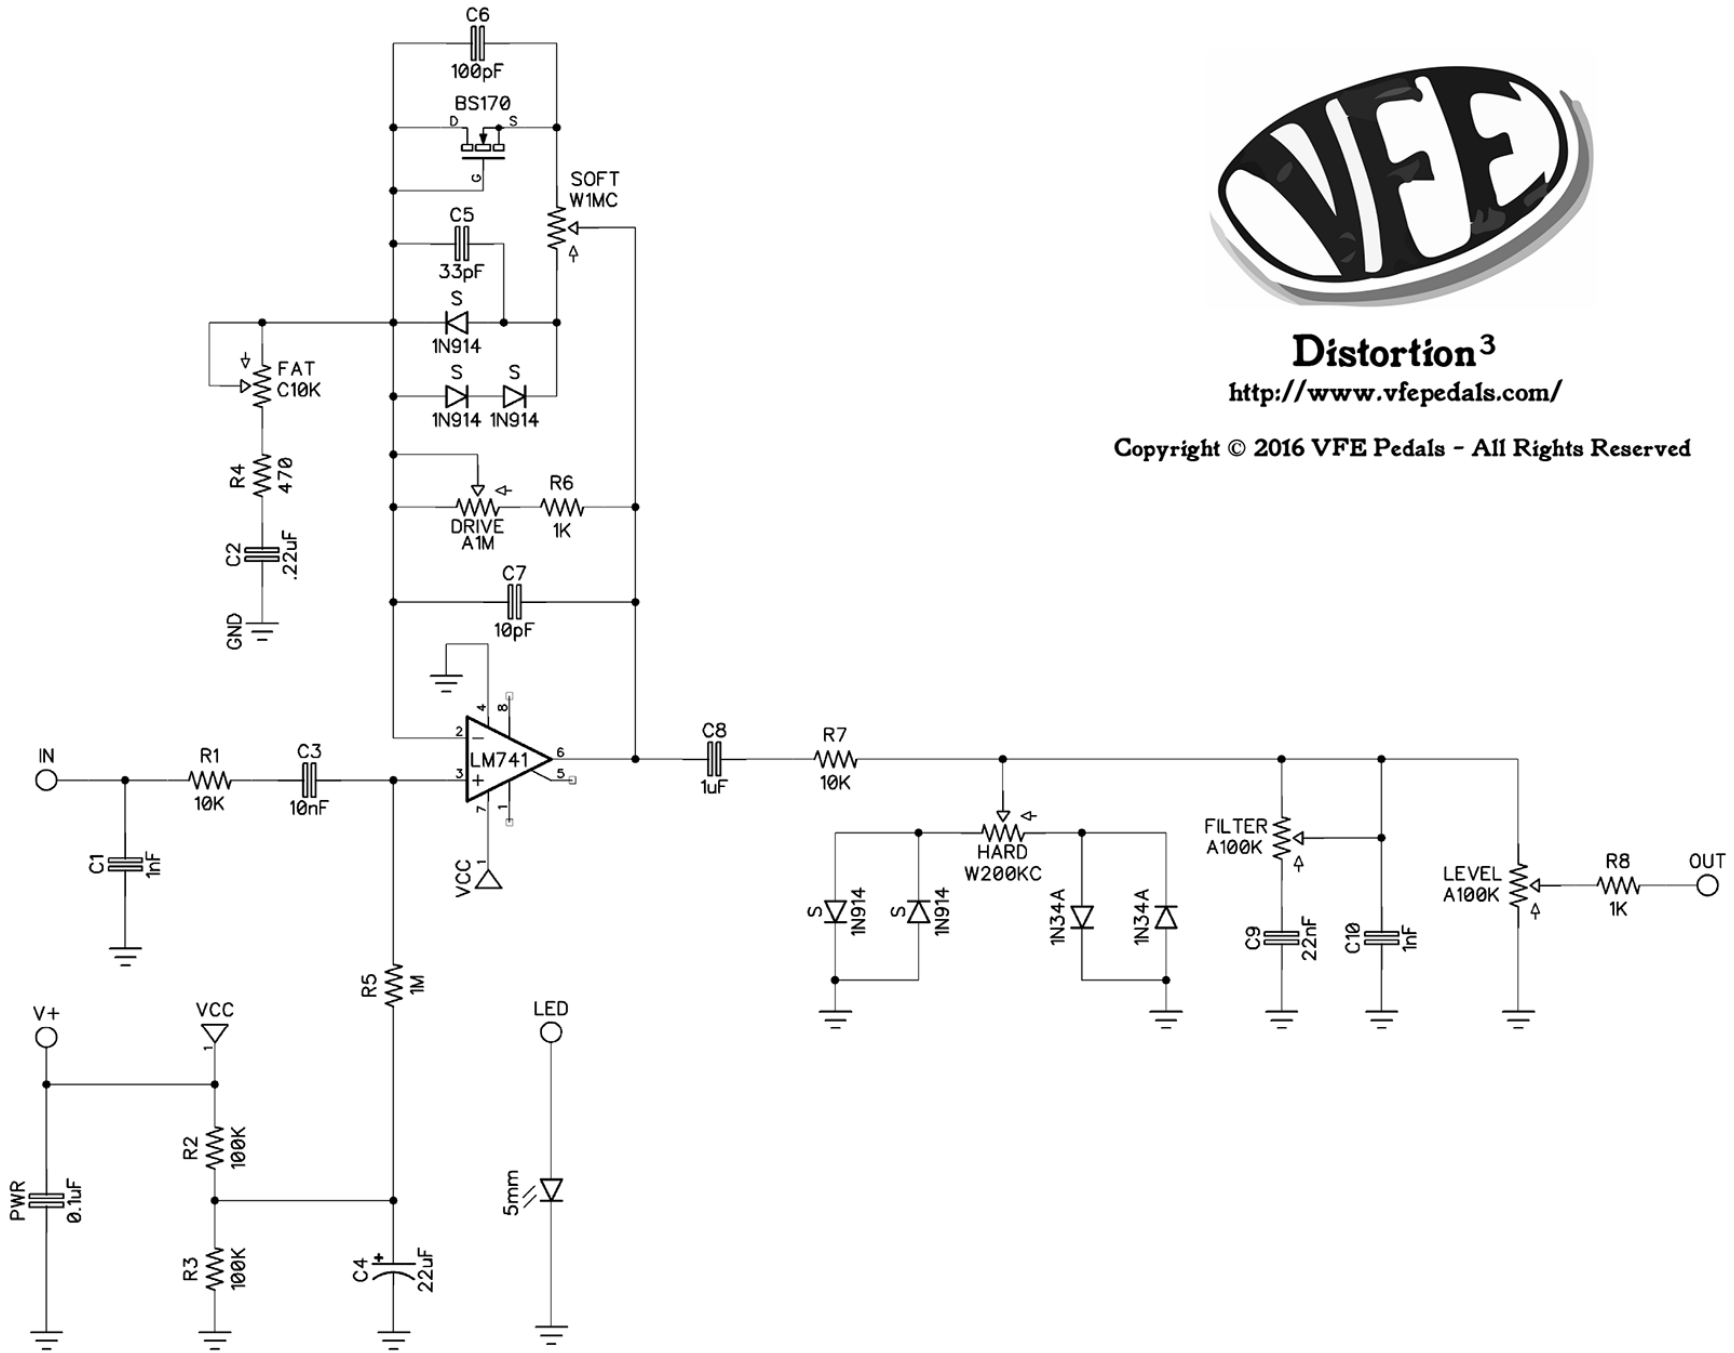 C6
100pF
BS170
D
S
G
SOFT
W1MC
C5
33pF
S
1N914
S
S
1N914
1N914
FAT
C10K
R4
470
C2
.22uF
GND
DRIVE
A1M
R6
1K
C7
10pF
VFE
Distortion³
http://www.vfepedals.com/
Copyright © 2016 VFE Pedals - All Rights Reserved
IN
R1
10K
C3
10nF
C1
1nF
2
3
4
8
LM741
6
5
7
1
VCC
1
C8
1uF
R7
10K
HARD
W200KC
S
1N914
S
1N914
1N34A
1N34A
FILTER
A100K
C9
22nF
C10
1nF
LEVEL
A100K
R8
1K
OUT
R5
1M
V+
VCC
1
PWR
0.1uF
R2
100K
R3
100K
C4
+
22uF
LED
5mm